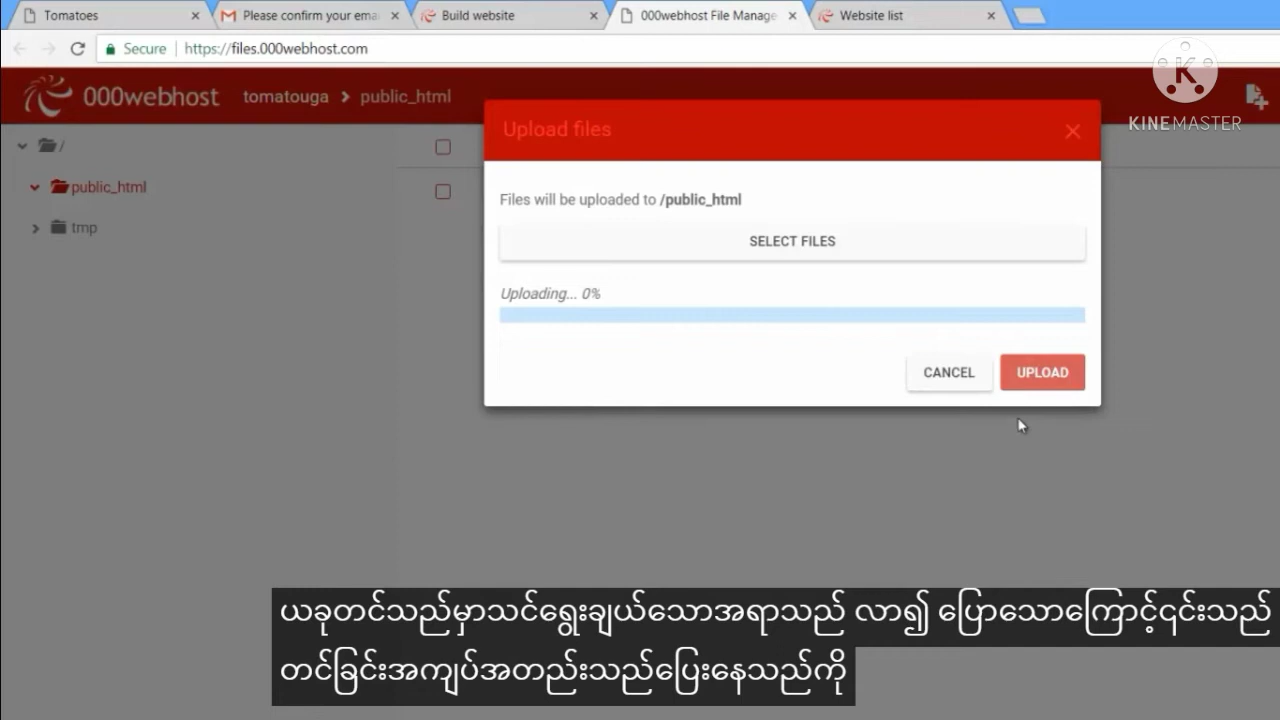 Tomatoes
Please confirm your emai
Build website
000webhost File Manage
Website list
Secure
https://files.000webhost.com
K
KINEMASTER
000webhost
tomatouga > public_html
Upload files
/
public_html
tmp
Files will be uploaded to /public_html
SELECT FILES
Uploading... 0%
CANCEL
UPLOAD
ယခုတင်သည်မှာသင်ရွေးချယ်သောအရာသည် လာ၍ ပြောသောကြောင့်၎င်းသည်
တင်ခြင်းအကျပ်အတည်းသည်ပြေးနေသည်ကို